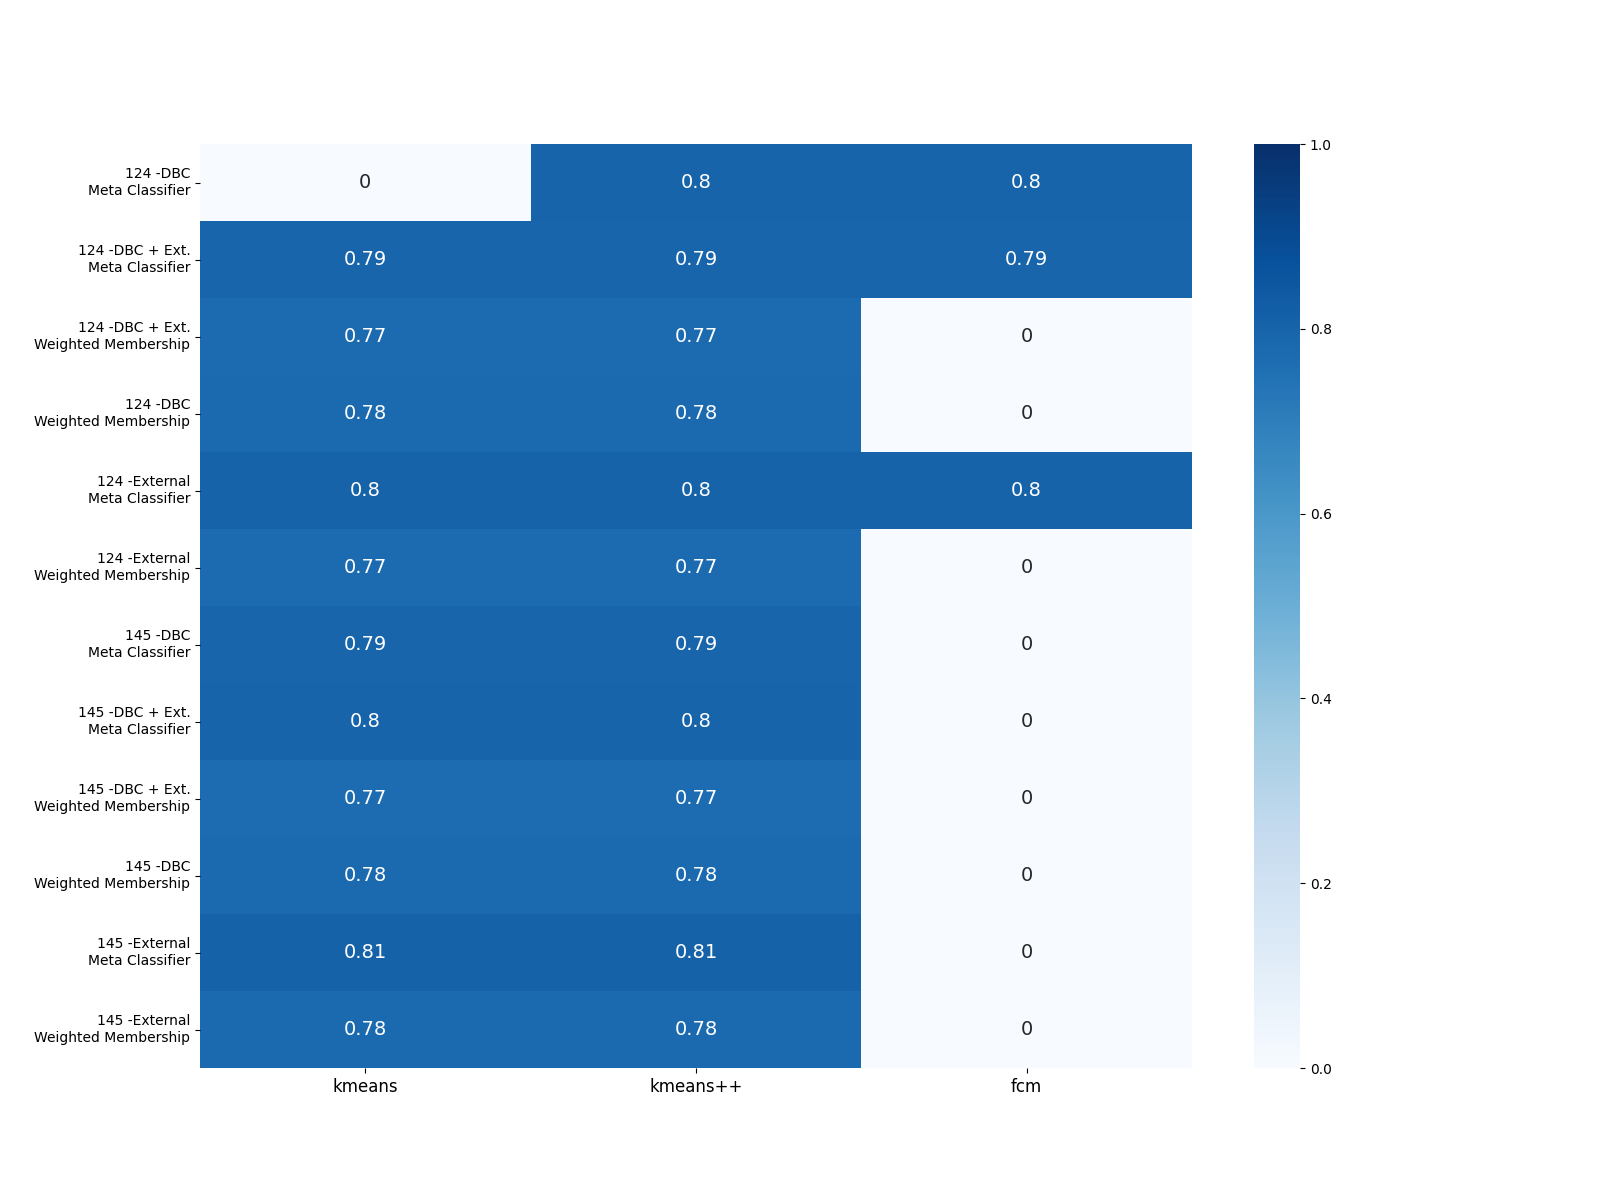 124 -DBC
Meta Classifier
0
0.8
0.8
124 -DBC + Ext.
Meta Classifier
0.79
0.79
0.79
124 -DBC + Ext.
Weighted Membership
0.77
0.77
0
124 -DBC
Weighted Membership
0.78
0.78
0
124 -External
Meta Classifier
0.8
0.8
0.8
124 -External
Weighted Membership
0.77
0.77
0
145 -DBC
Meta Classifier
0.79
0.79
0
145 -DBC + Ext.
Meta Classifier
0.8
0.8
0
145 -DBC + Ext.
Weighted Membership
0.77
0.77
0
145 -DBC
Weighted Membership
0.78
0.78
0
145 -External
Meta Classifier
0.81
0.81
0
145 -External
Weighted Membership
0.78
0.78
0
kmeans
kmeans++
fcm
1.0
0.8
0.6
0.4
0.2
0.0